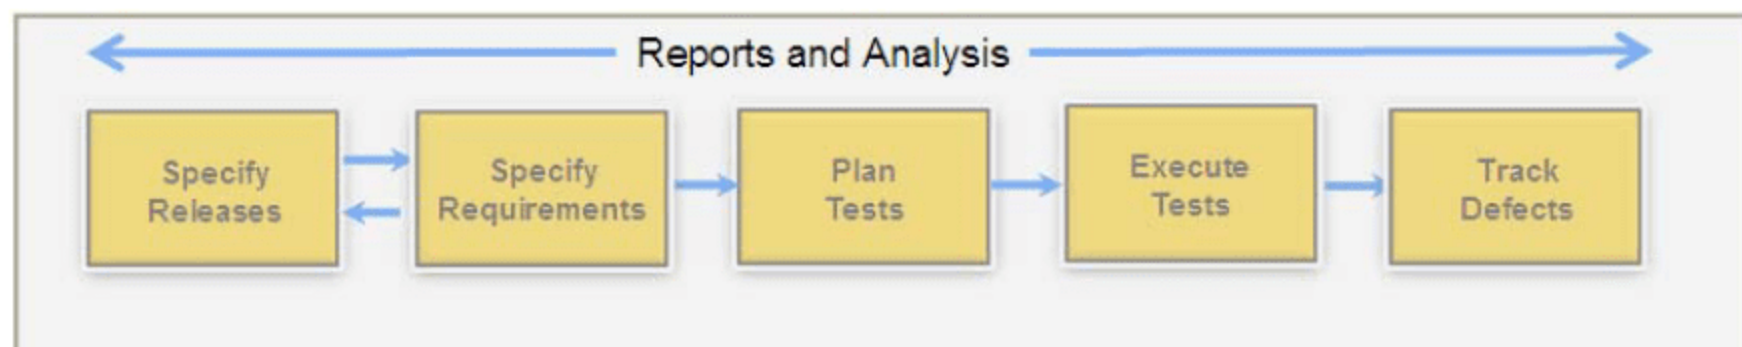 Reports and Analysis
Specify
Releases
Specify
Requirements
Plan
Tests
Execute
Tests
Track
Defects